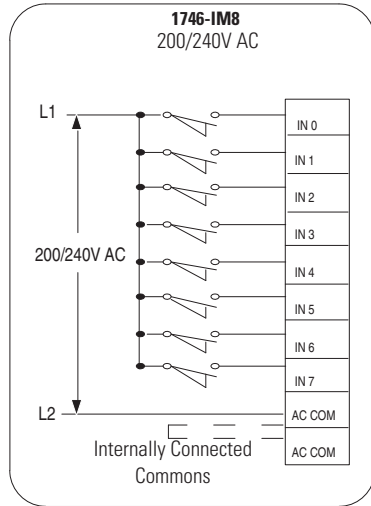 1746-IM8
200/240V AC
L1
IN 0
IN 1
IN 2
IN 3
200/240V AC
IN 4
IN 5
IN 6
IN 7
L2
AC COM
Internally Connected
Commons
AC COM